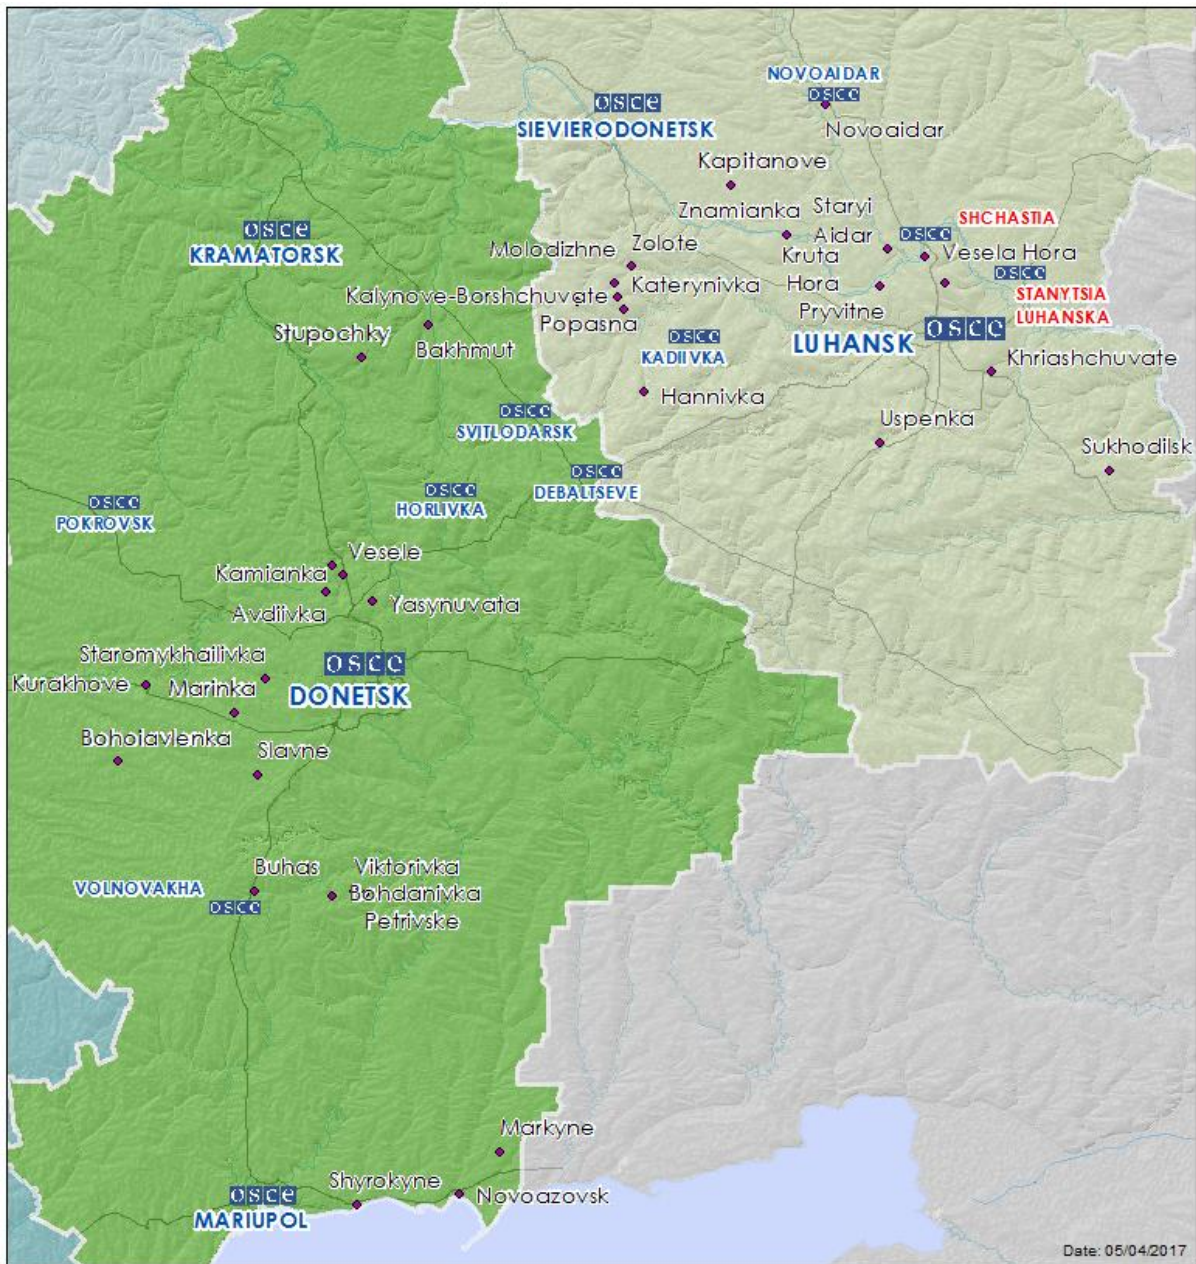 NOVOAIDAR
osce
Novoaidar
osce
SIEVIERODONETSK
Kapitanove
Znamianka
Staryi
Aidar
SHCHASTIA
osce
Vesela Hora
osce
KRAMATORSK
Molodizhne
Zolote
Kruta
Hora
osce
STANYTSIA
LUHANSKA
Kalynove-Borshchuvate
Katerynivka
Pryvitne
Popasna
Stupochky
Bakhmut
osce
KADIIVKA
LUHANSK
osce
Khriashchuvate
Hannivka
osce
SVITLODARSK
Uspenka
Sukhodilsk
osce
DEBALTSEVE
osce
HORLIVKA
osce
POKROVSK
Vesele
Kamianka
Avdiivka
Yasynuvata
Staromykhailivka
osce
DONETSK
Kurakhove
Marinka
Bohoiavlenka
Slavne
Buhas
Viktorivka
VOLNOVAKHA
osce
Bohdanivka
Petrivske
Markyne
Shyrokyne
Novoazovsk
osce
MARIUPOL
Date: 05/04/2017